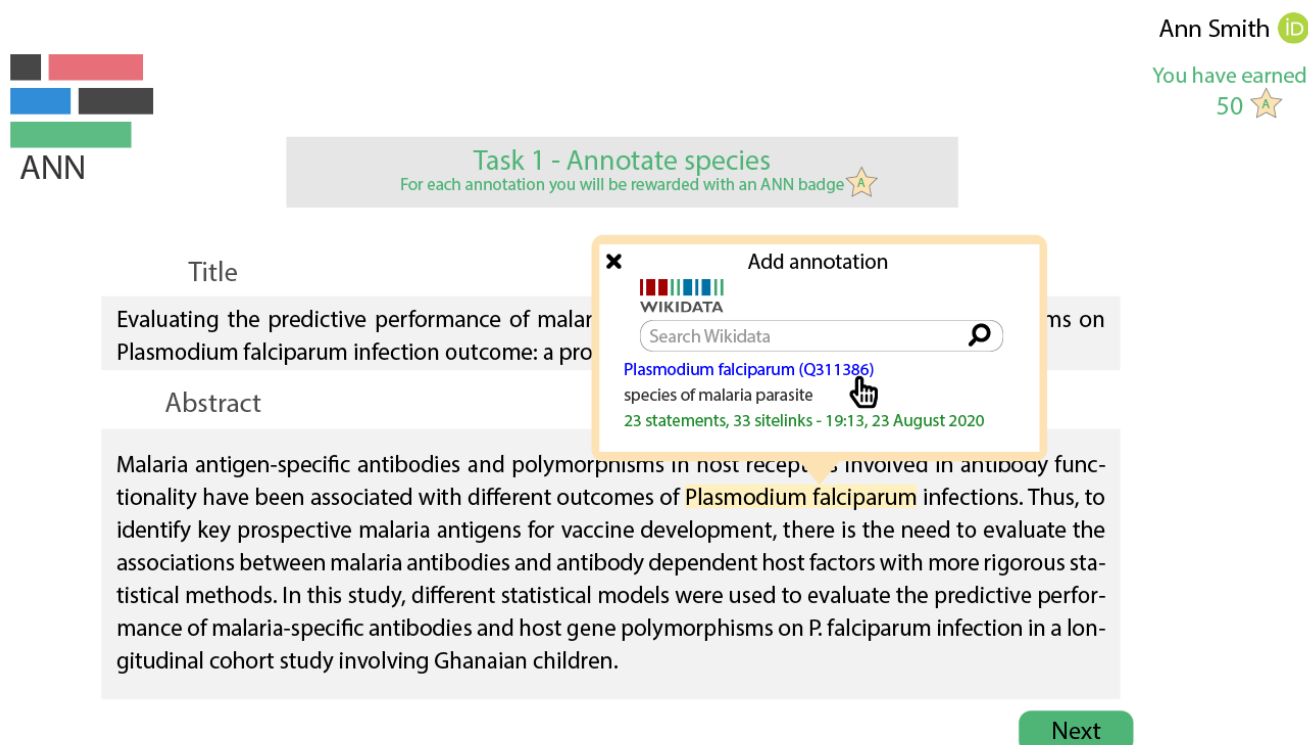 Ann Smith iD
You have earned
50 A
ANN
Task 1 - Annotate species
For each annotation you will be rewarded with an ANN badge A
Title
Evaluating the predictive performance of malar
ms on
Plasmodium falciparum infection outcome: a pro
Add annotation
WIKIDATA
Search Wikidata
Plasmodium falciparum (Q311386)
species of malaria parasite
23 statements, 33 sitelinks - 19:13, 23 August 2020
Abstract
Malaria antigen-specific antibodies and polymorphisms in host involved in antibody func-
tionality have been associated with different outcomes of Plasmodium falciparum infections. Thus, to
identify key prospective malaria antigens for vaccine development, there is the need to evaluate the
associations between malaria antibodies and antibody dependent host factors with more rigorous sta-
tistical methods. In this study, different statistical models were used to evaluate the predictive perfor-
mance of malaria-specific antibodies and host gene polymorphisms on P. falciparum infection in a lon-
gitudinal cohort study involving Ghanaian children.
Next